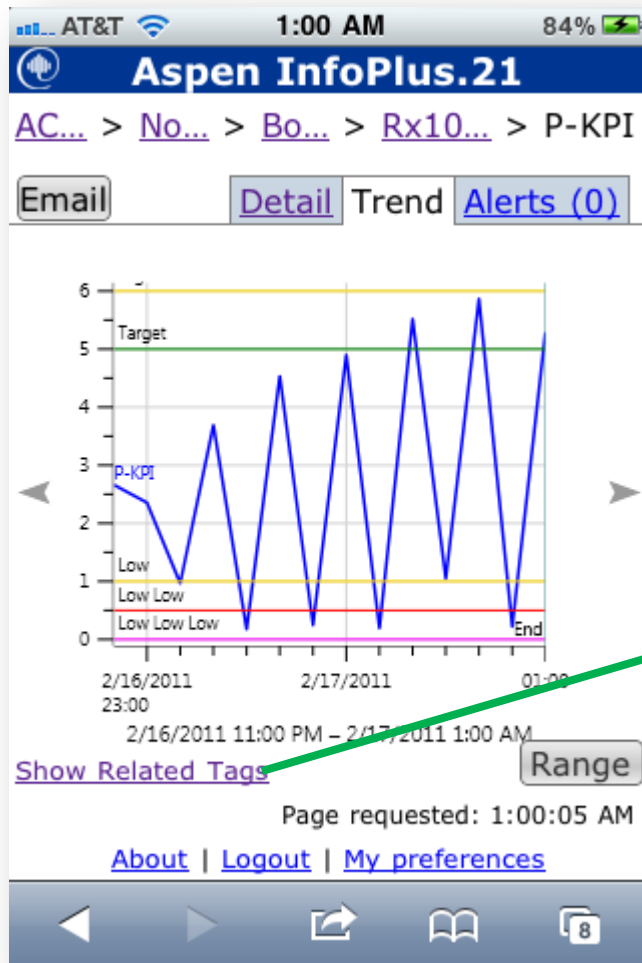 AT&T 1:00 AM 84%
Aspen InfoPlus.21
AC... > No... > Bo... > Rx10... > P-KPI
Email Detail Trend Alerts (0)
6
Target
5
4
3
P-KPI
2
Low
1
Low Low
Low Low Low
End
0
2/16/2011 2/17/2011 01:00
23:00
2/16/2011 11:00 PM – 2/17/2011 1:00 AM
Show Related Tags Range
Page requested: 1:00:05 AM
About | Logout | My preferences
8